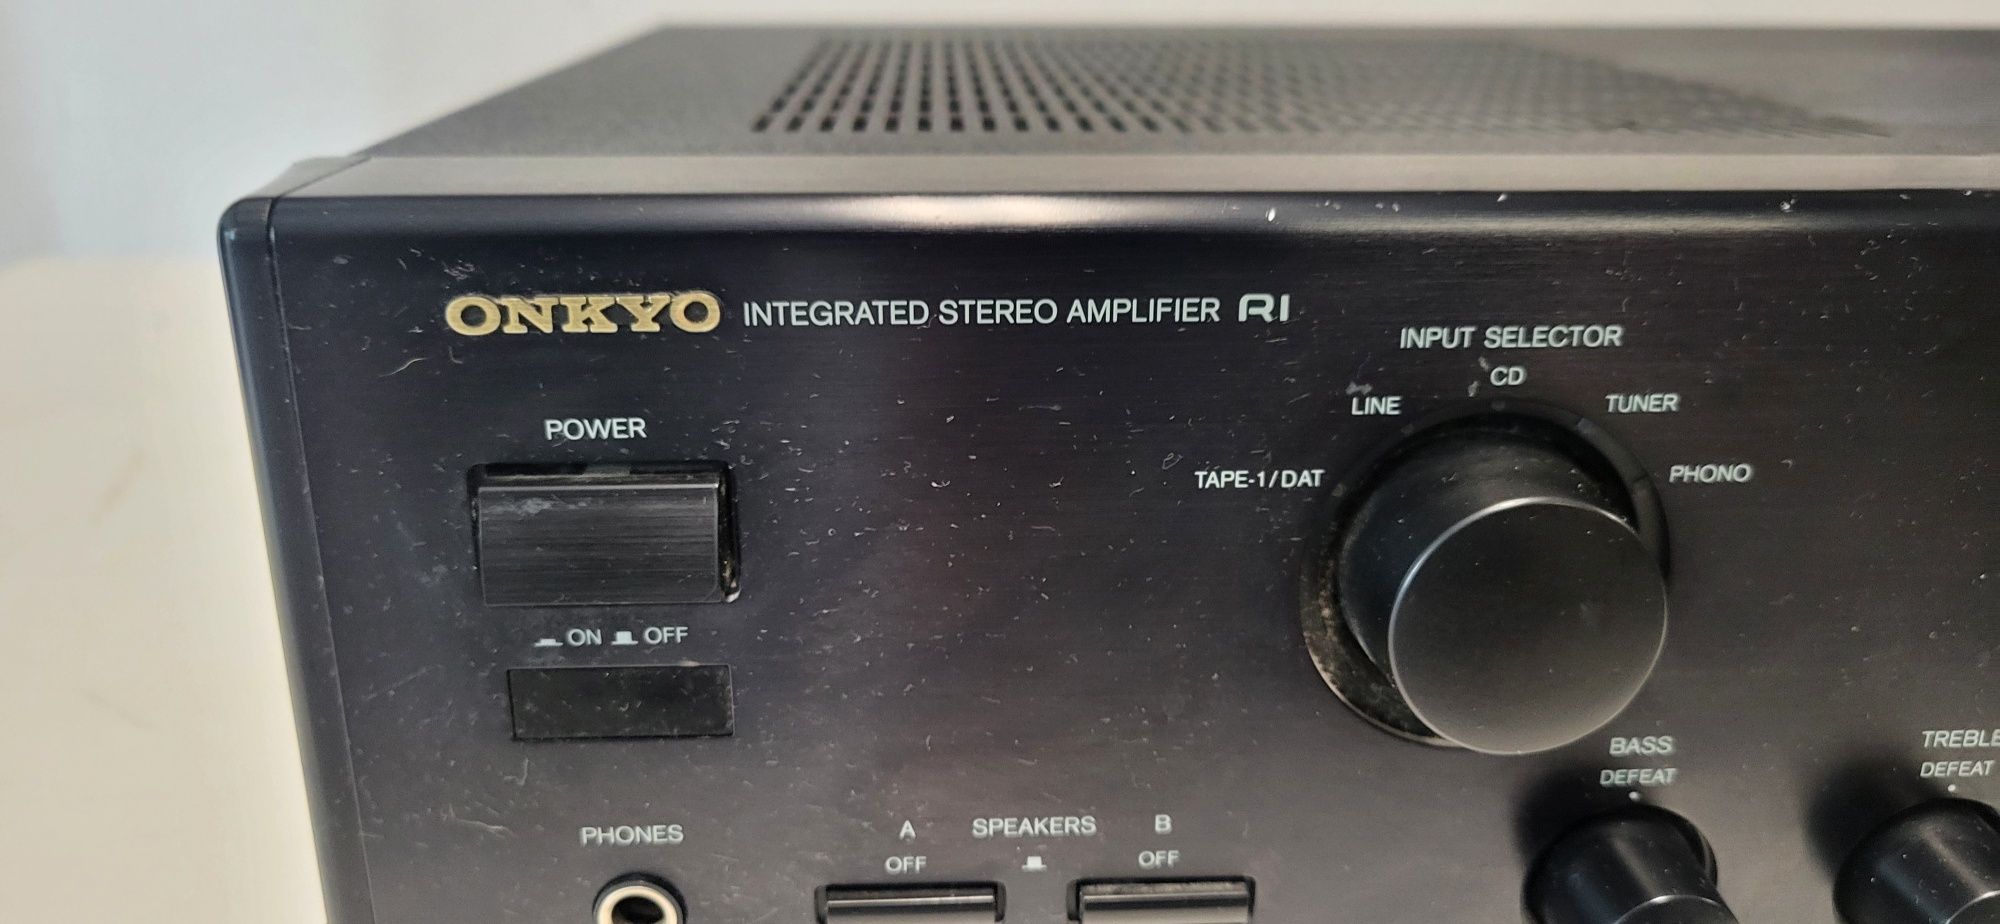 ONKYO INTEGRATED STEREO AMPLIFIER RI
INPUT SELECTOR
CD
LINE TUNER
TAPE-1/DAT PHONO
POWER
ON OFF
BASS TREBLE
DEFEAT DEFEAT
PHONES
A SPEAKERS B
OFF OFF